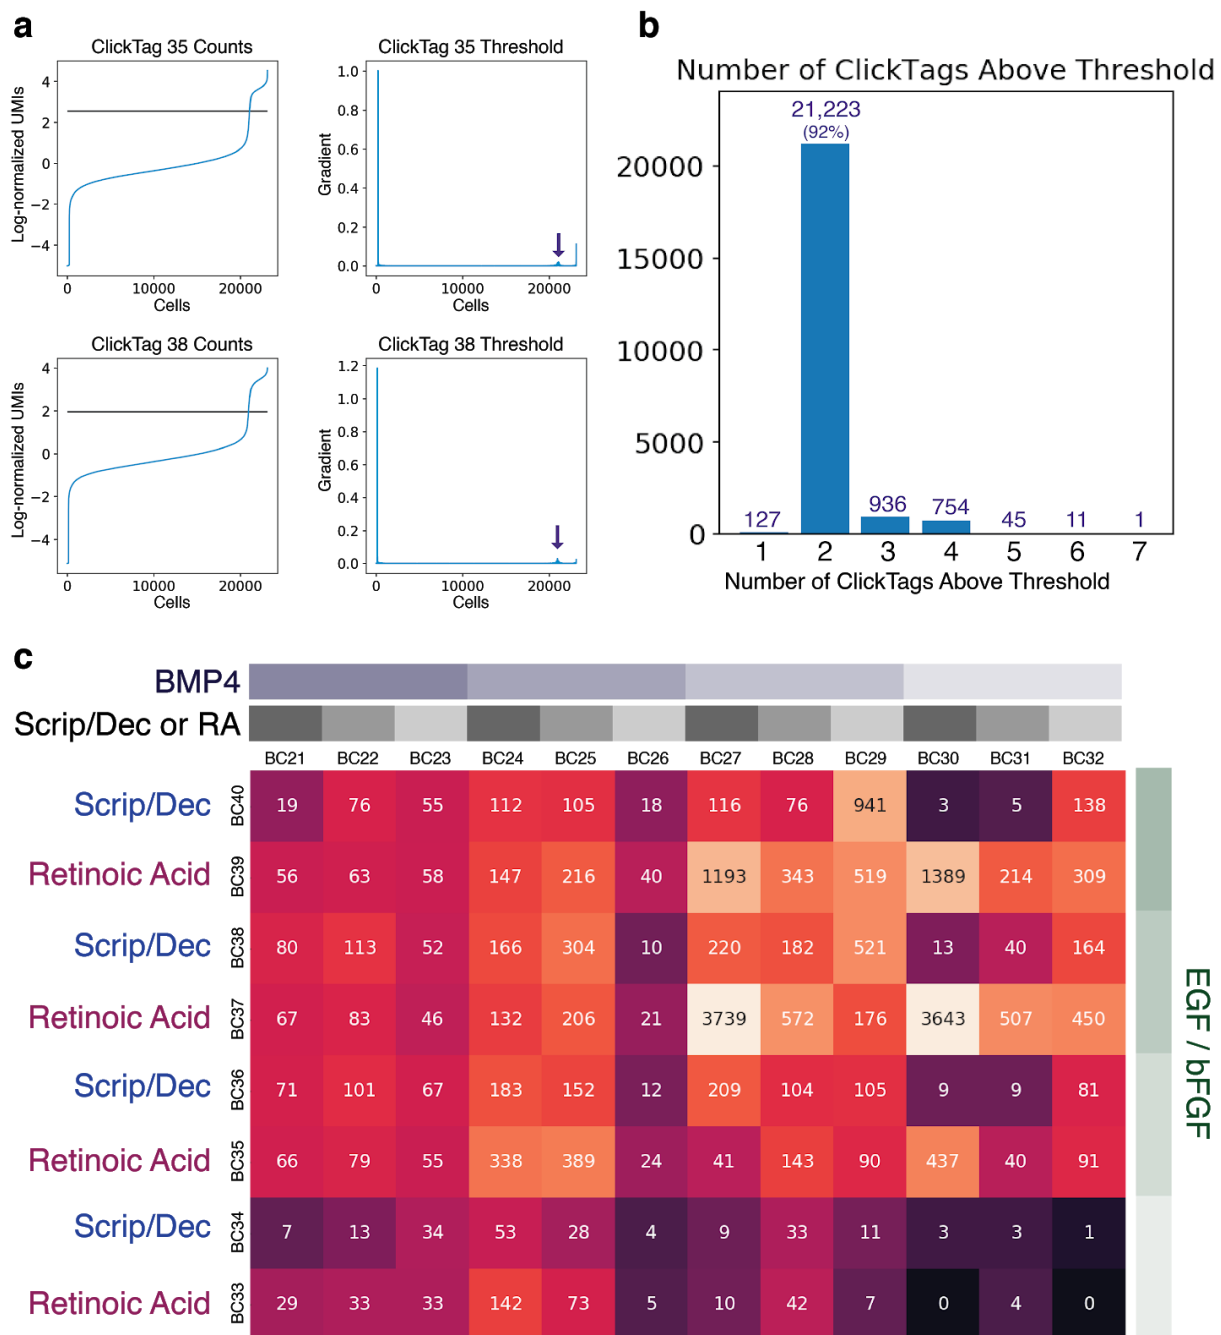 a
ClickTag 35 Counts
Log-normalized UMIs
4
2
0
−2
−4
0 10000 20000
Cells
ClickTag 35 Threshold
Gradient
1.0
0.8
0.6
0.4
0.2
0.0
0 10000 20000
Cells
ClickTag 38 Counts
Log-normalized UMIs
4
2
0
−2
−4
0 10000 20000
Cells
ClickTag 38 Threshold
Gradient
1.2
1.0
0.8
0.6
0.4
0.2
0.0
0 10000 20000
Cells
b
Number of ClickTags Above Threshold
21,223
(92%)
20000
15000
10000
5000
0
127 936 754 45 11 1
1 2 3 4 5 6 7
Number of ClickTags Above Threshold
c
BMP4
Scrip/Dec or RA
BC21 BC22 BC23 BC24 BC25 BC26 BC27 BC28 BC29 BC30 BC31 BC32
Scrip/Dec BC40 19 76 55 112 105 18 116 76 941 3 5 138
Retinoic Acid BC39 56 63 58 147 216 40 1193 343 519 1389 214 309
Scrip/Dec BC38 80 113 52 166 304 10 220 182 521 13 40 164
Retinoic Acid BC37 67 83 46 132 206 21 3739 572 176 3643 507 450
Scrip/Dec BC36 71 101 67 183 152 12 209 104 105 9 9 81
Retinoic Acid BC35 66 79 55 338 389 24 41 143 90 437 40 91
Scrip/Dec BC34 7 13 34 53 28 4 9 33 11 3 3 1
Retinoic Acid BC33 29 33 33 142 73 5 10 42 7 0 4 0
EGF / bFGF